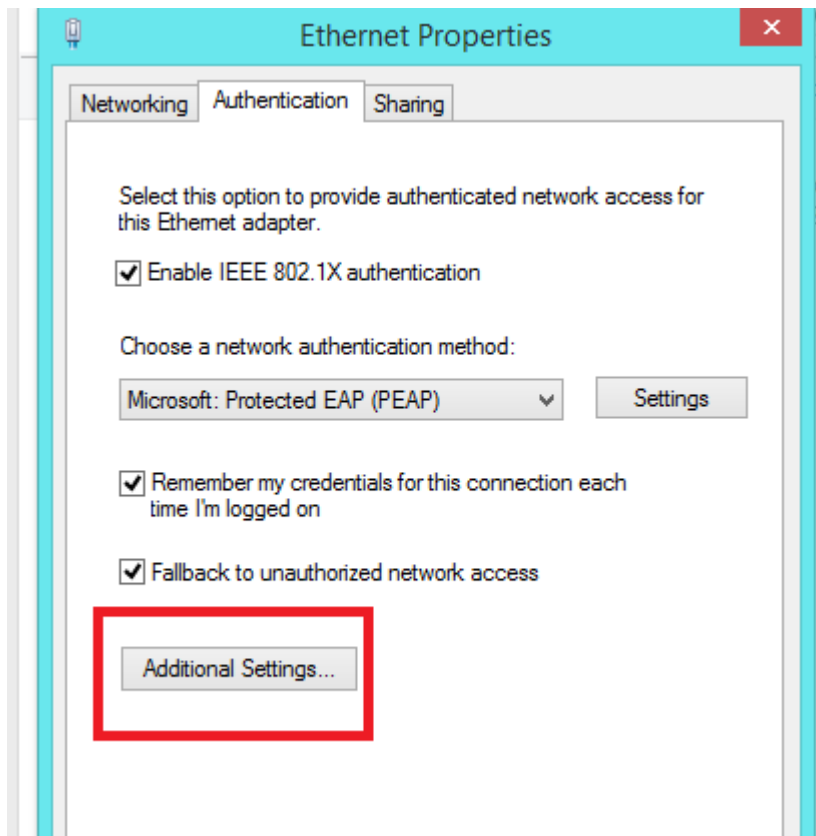 Ethernet Properties
Networking Authentication Sharing
Select this option to provide authenticated network access for
this Ethernet adapter.
Enable IEEE 802.1X authentication
Choose a network authentication method:
Microsoft: Protected EAP (PEAP) Settings
Remember my credentials for this connection each
time I'm logged on
Fallback to unauthorized network access
Additional Settings...